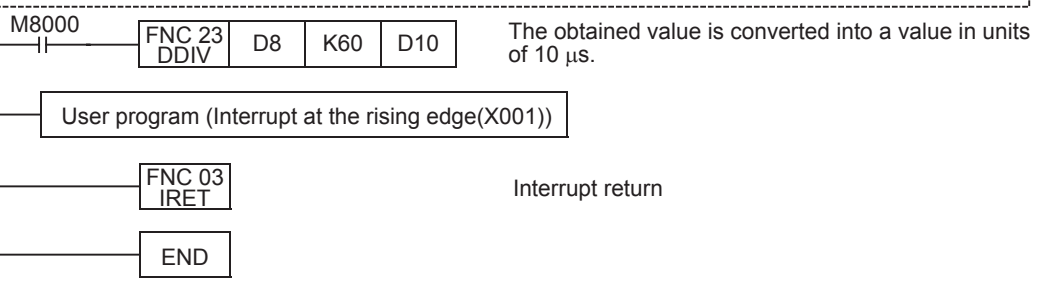 M8000
FNC 23
DDIV
D8
K60
D10
The obtained value is converted into a value in units
of 10 μs.
User program (Interrupt at the rising edge(X001))
FNC 03
IRET
Interrupt return
END